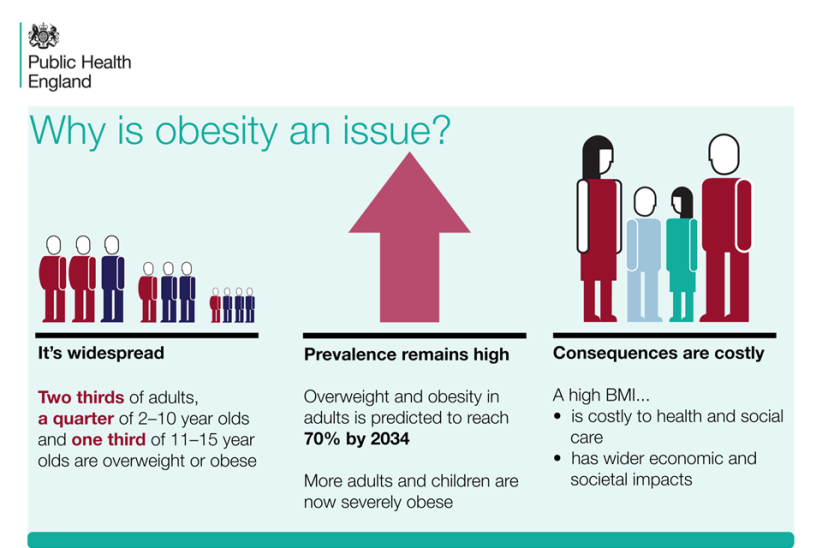 Public Health
England
Why is obesity an issue?
It's widespread
Two thirds of adults,
a quarter of 2–10 year olds
and one third of 11–15 year
olds are overweight or obese
Prevalence remains high
Overweight and obesity in
adults is predicted to reach
70% by 2034
More adults and children are
now severely obese
Consequences are costly
A high BMI...
• is costly to health and social
care
• has wider economic and
societal impacts